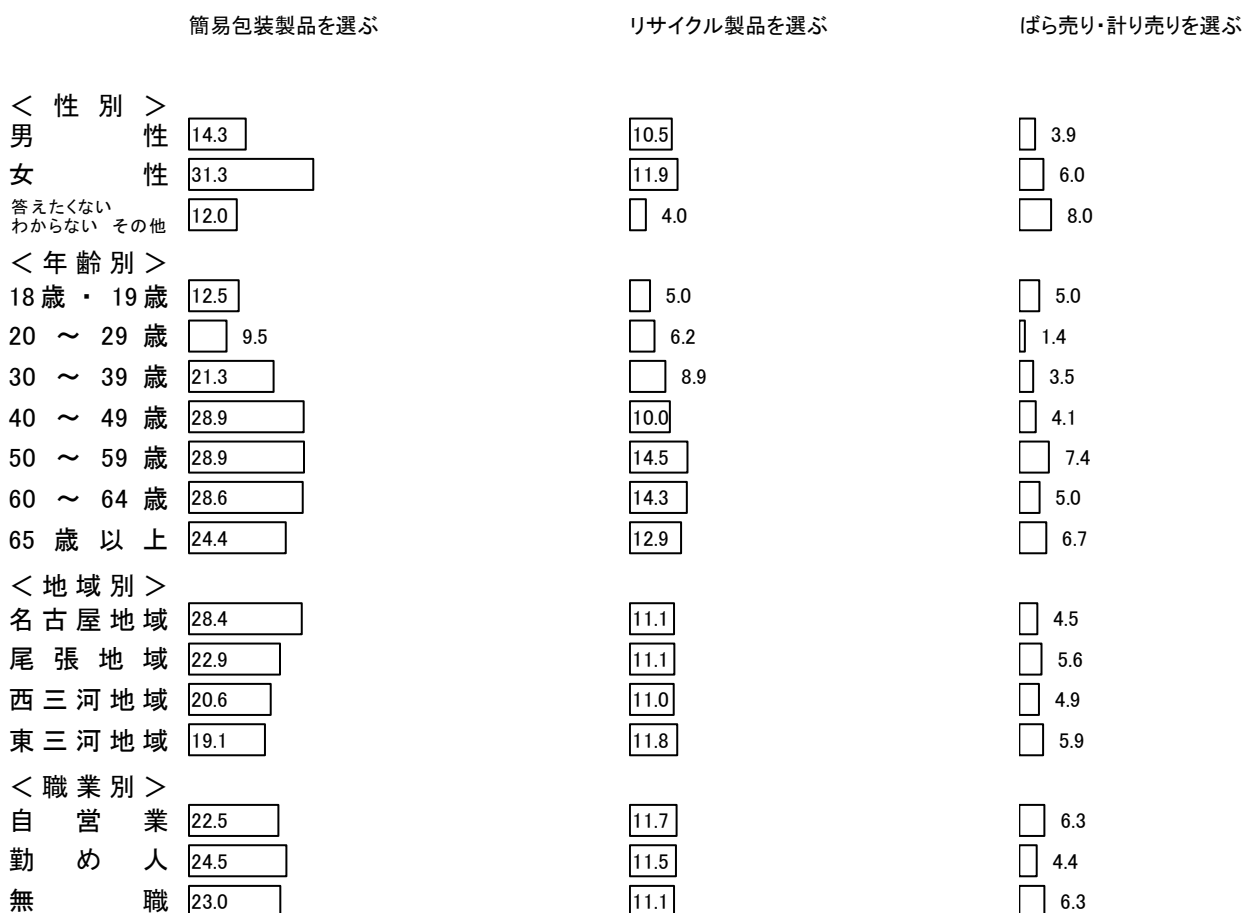 簡易包装製品を選ぶ リサイクル製品を選ぶ ばら売り・計り売りを選ぶ
＜ 性 別 ＞
男 性 14.3 10.5 3.9
女 性 31.3 11.9 6.0
答えたくない
わからない その他 12.0 4.0 8.0
＜ 年 齢 別 ＞
18 歳 ・ 19 歳 12.5 5.0 5.0
20 ～ 29 歳 9.5 6.2 1.4
30 ～ 39 歳 21.3 8.9 3.5
40 ～ 49 歳 28.9 10.0 4.1
50 ～ 59 歳 28.9 14.5 7.4
60 ～ 64 歳 28.6 14.3 5.0
65 歳 以 上 24.4 12.9 6.7
＜ 地 域 別 ＞
名 古 屋 地 域 28.4 11.1 4.5
尾 張 地 域 22.9 11.1 5.6
西 三 河 地 域 20.6 11.0 4.9
東 三 河 地 域 19.1 11.8 5.9
＜ 職 業 別 ＞
自 営 業 22.5 11.7 6.3
勤 め 人 24.5 11.5 4.4
無 職 23.0 11.1 6.3